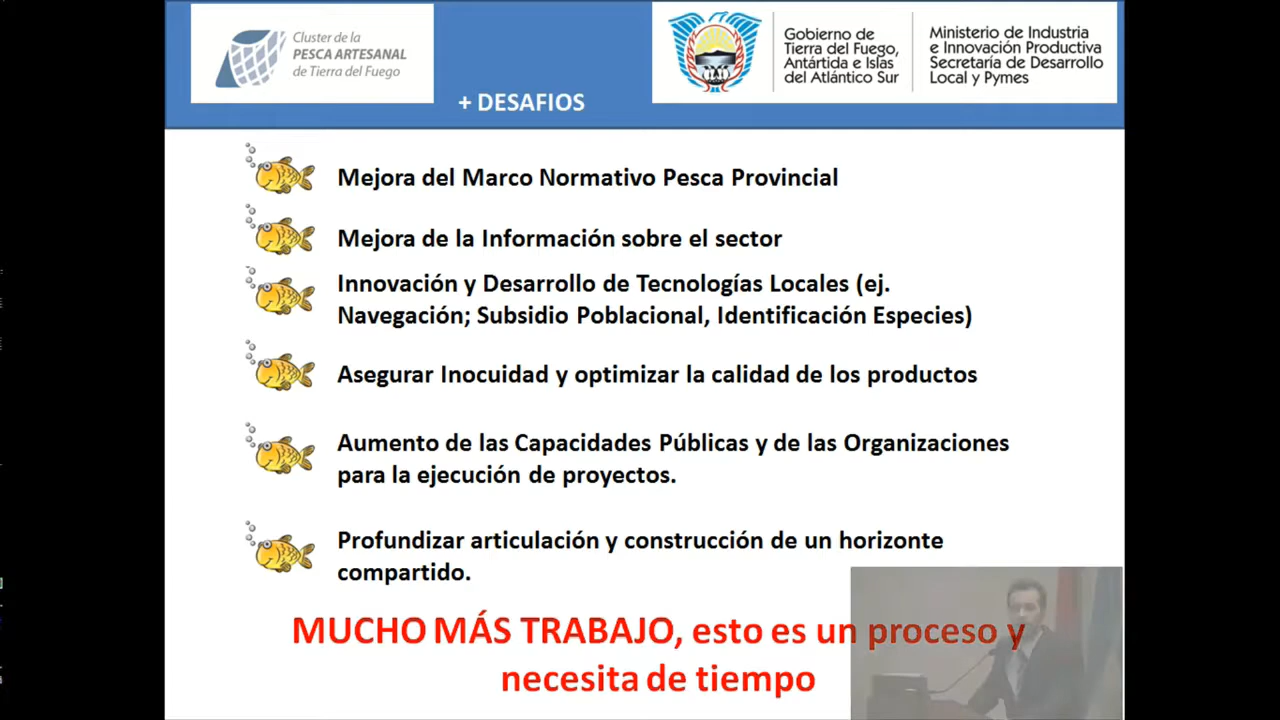 Cluster de la
PESCA ARTESANAL
de Tierra del Fuego
+ DESAFIOS
Gobierno de
Tierra del Fuego,
Antártida e Islas
del Atlántico Sur
Ministerio de Industria
e Innovación Productiva
Secretaría de Desarrollo
Local y Pymes
Mejora del Marco Normativo Pesca Provincial
Mejora de la Información sobre el sector
Innovación y Desarrollo de Tecnologías Locales (ej.
Navegación; Subsidio Poblacional, Identificación Especies)
Asegurar Inocuidad y optimizar la calidad de los productos
Aumento de las Capacidades Públicas y de las Organizaciones
para la ejecución de proyectos.
Profundizar articulación y construcción de un horizonte
compartido.
MUCHO MÁS TRABAJO, esto es un proceso y
necesita de tiempo